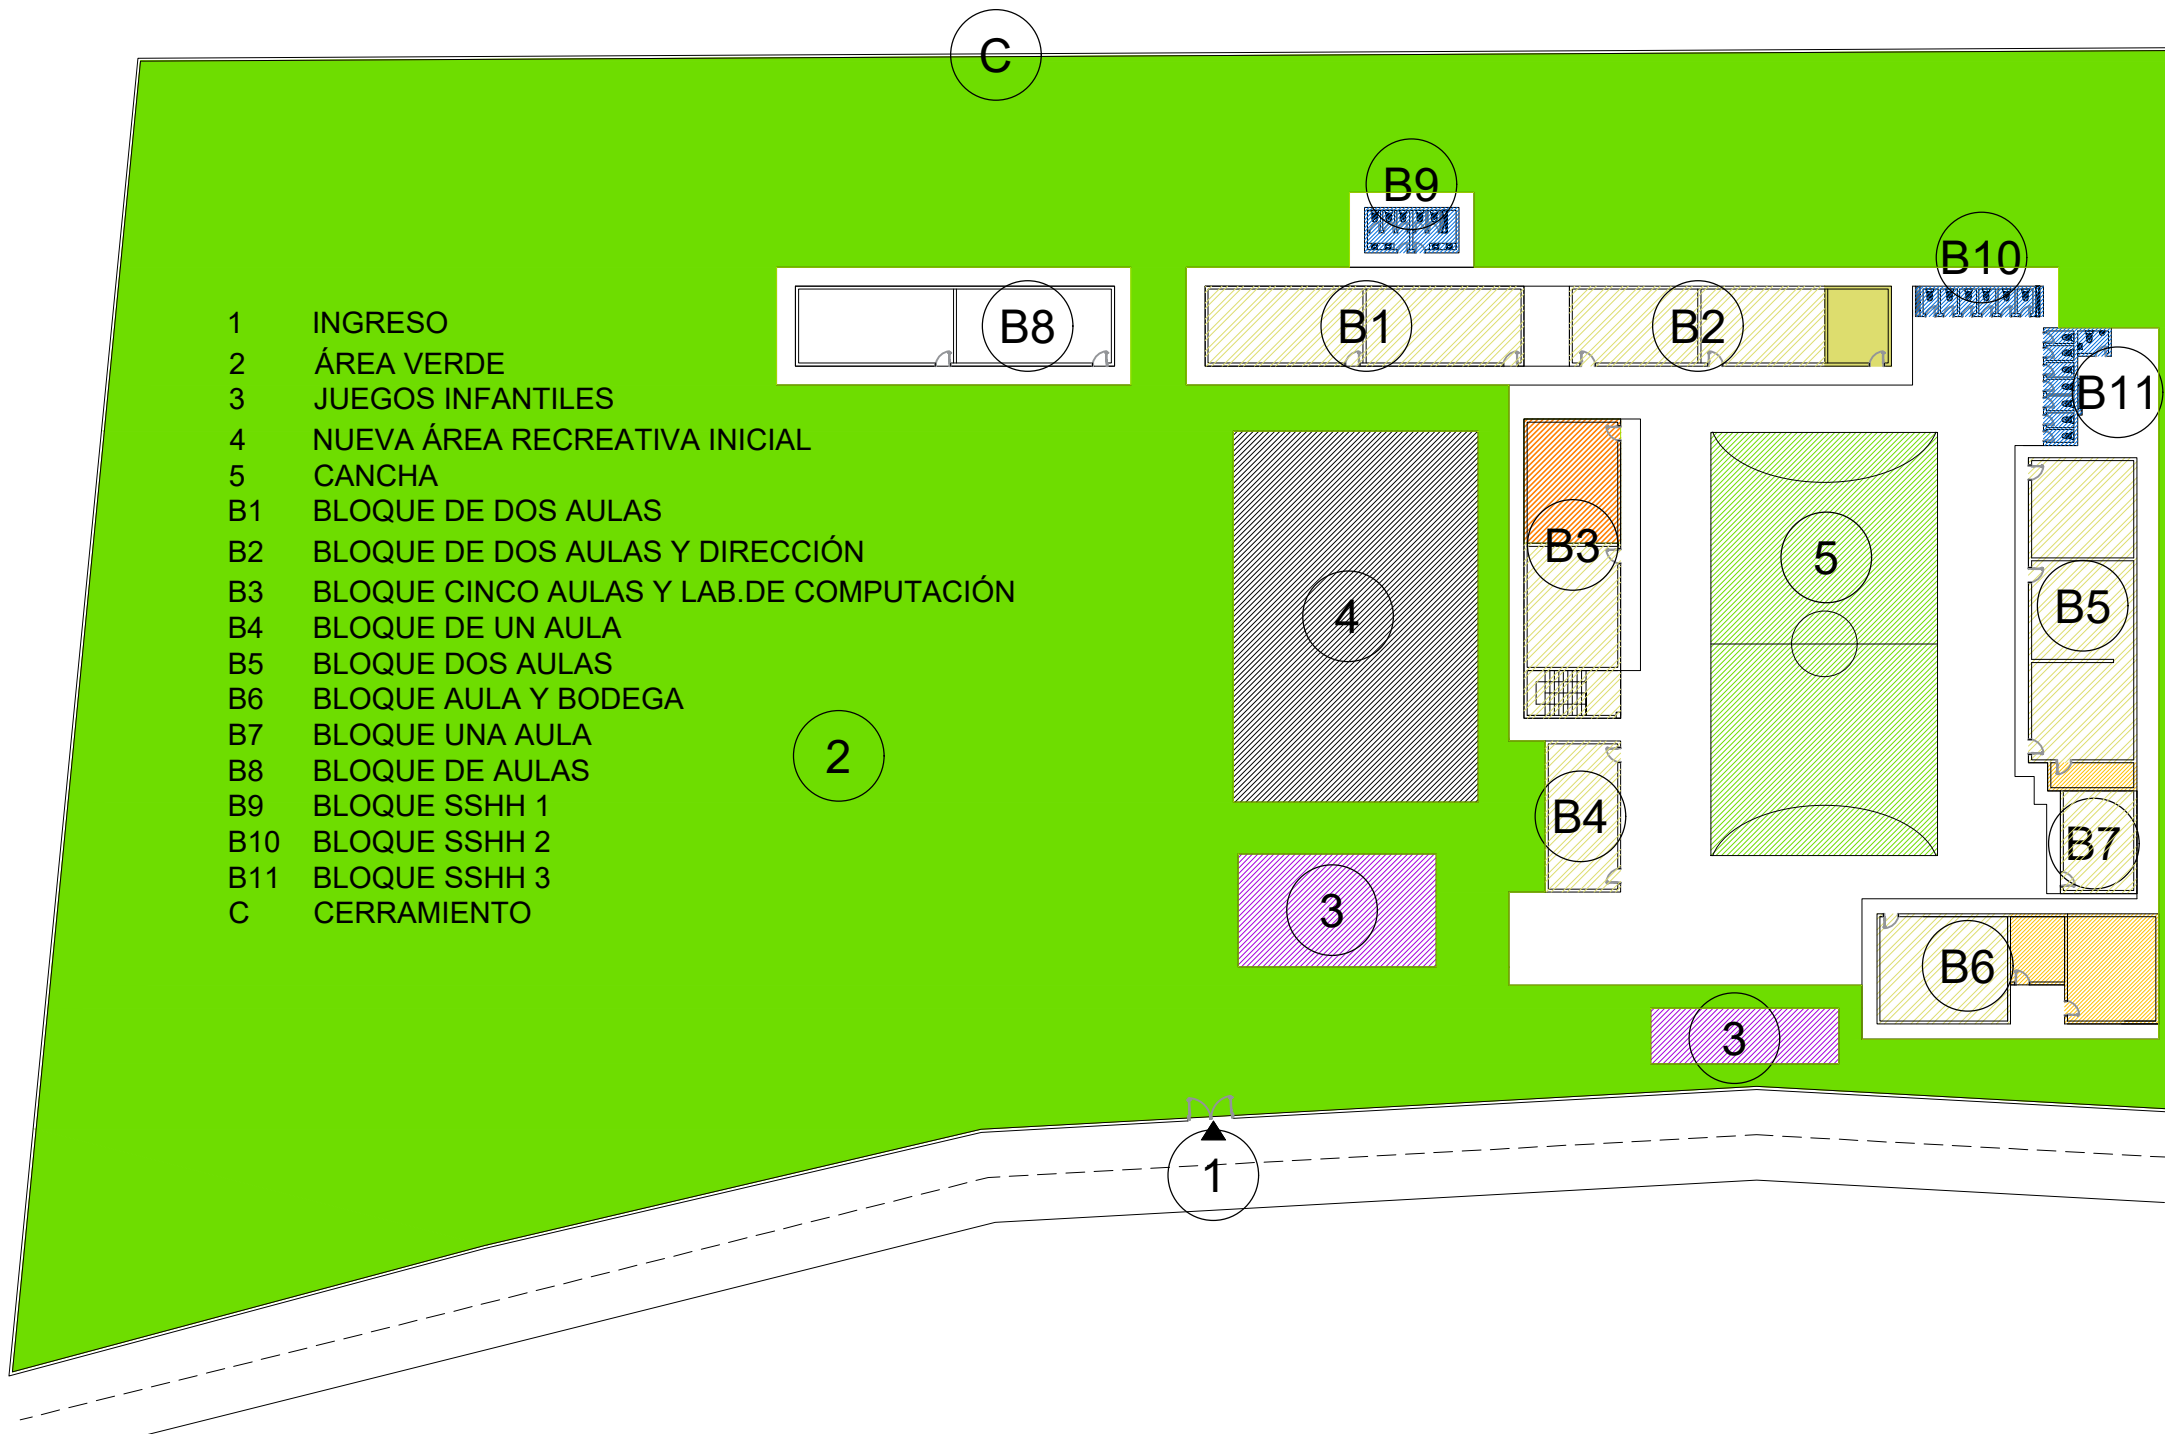 C
B9
B10
B8
B1
B2
B11
1 INGRESO
2 ÁREA VERDE
3 JUEGOS INFANTILES
4 NUEVA ÁREA RECREATIVA INICIAL
5 CANCHA
B1 BLOQUE DE DOS AULAS
B2 BLOQUE DE DOS AULAS Y DIRECCIÓN
B3 BLOQUE CINCO AULAS Y LAB.DE COMPUTACIÓN
B4 BLOQUE DE UN AULA
B5 BLOQUE DOS AULAS
B6 BLOQUE AULA Y BODEGA
B7 BLOQUE UNA AULA
B8 BLOQUE DE AULAS
B9 BLOQUE SSHH 1
B10 BLOQUE SSHH 2
B11 BLOQUE SSHH 3
C CERRAMIENTO
B3
5
4
B5
2
B4
B7
3
B6
3
1